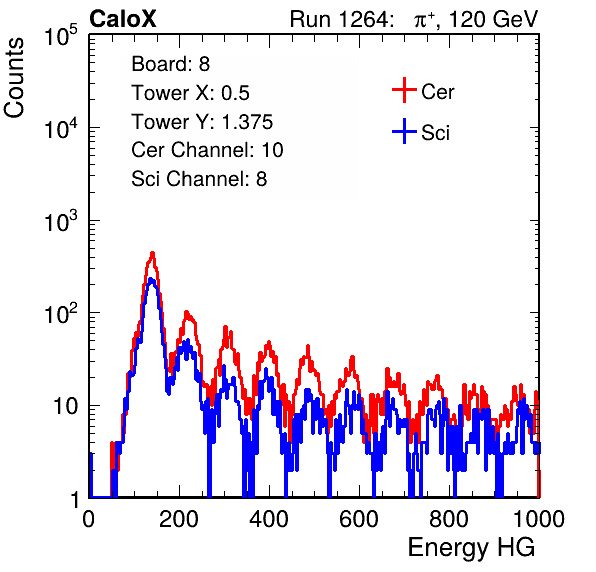 CaloX Run 1264: π⁺, 120 GeV
Counts
10⁵
10⁴
10³
10²
10
1
Board: 8
Tower X: 0.5
Tower Y: 1.375
Cer Channel: 10
Sci Channel: 8
Cer
Sci
0 200 400 600 800 1000
Energy HG